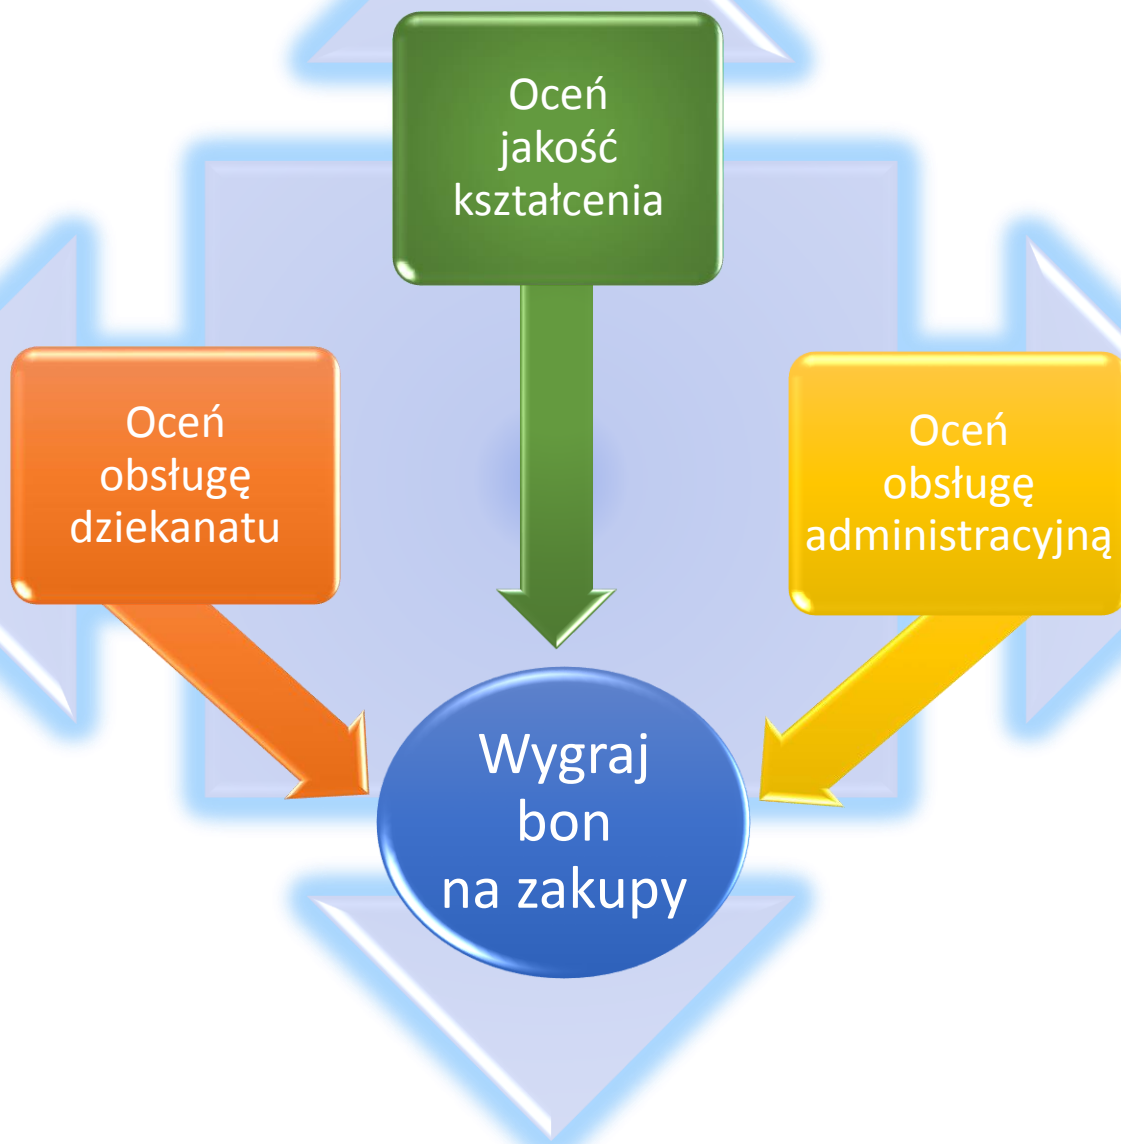 Oceń
jakość
kształcenia
Oceń
obsługę
dziekanatu
Oceń
obsługę
administracyjną
Wygraj
bon
na zakupy